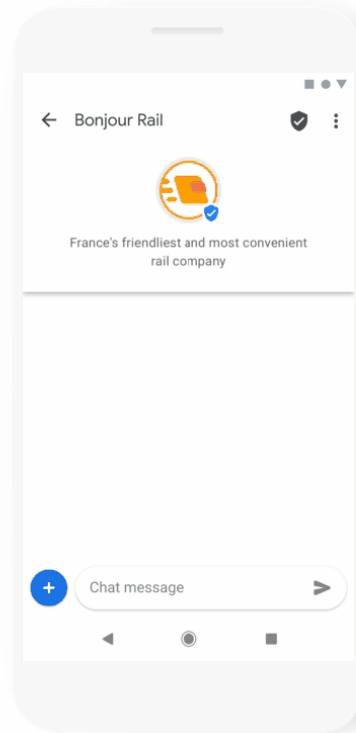 Bonjour Rail
France's friendliest and most convenient
rail company
Chat message